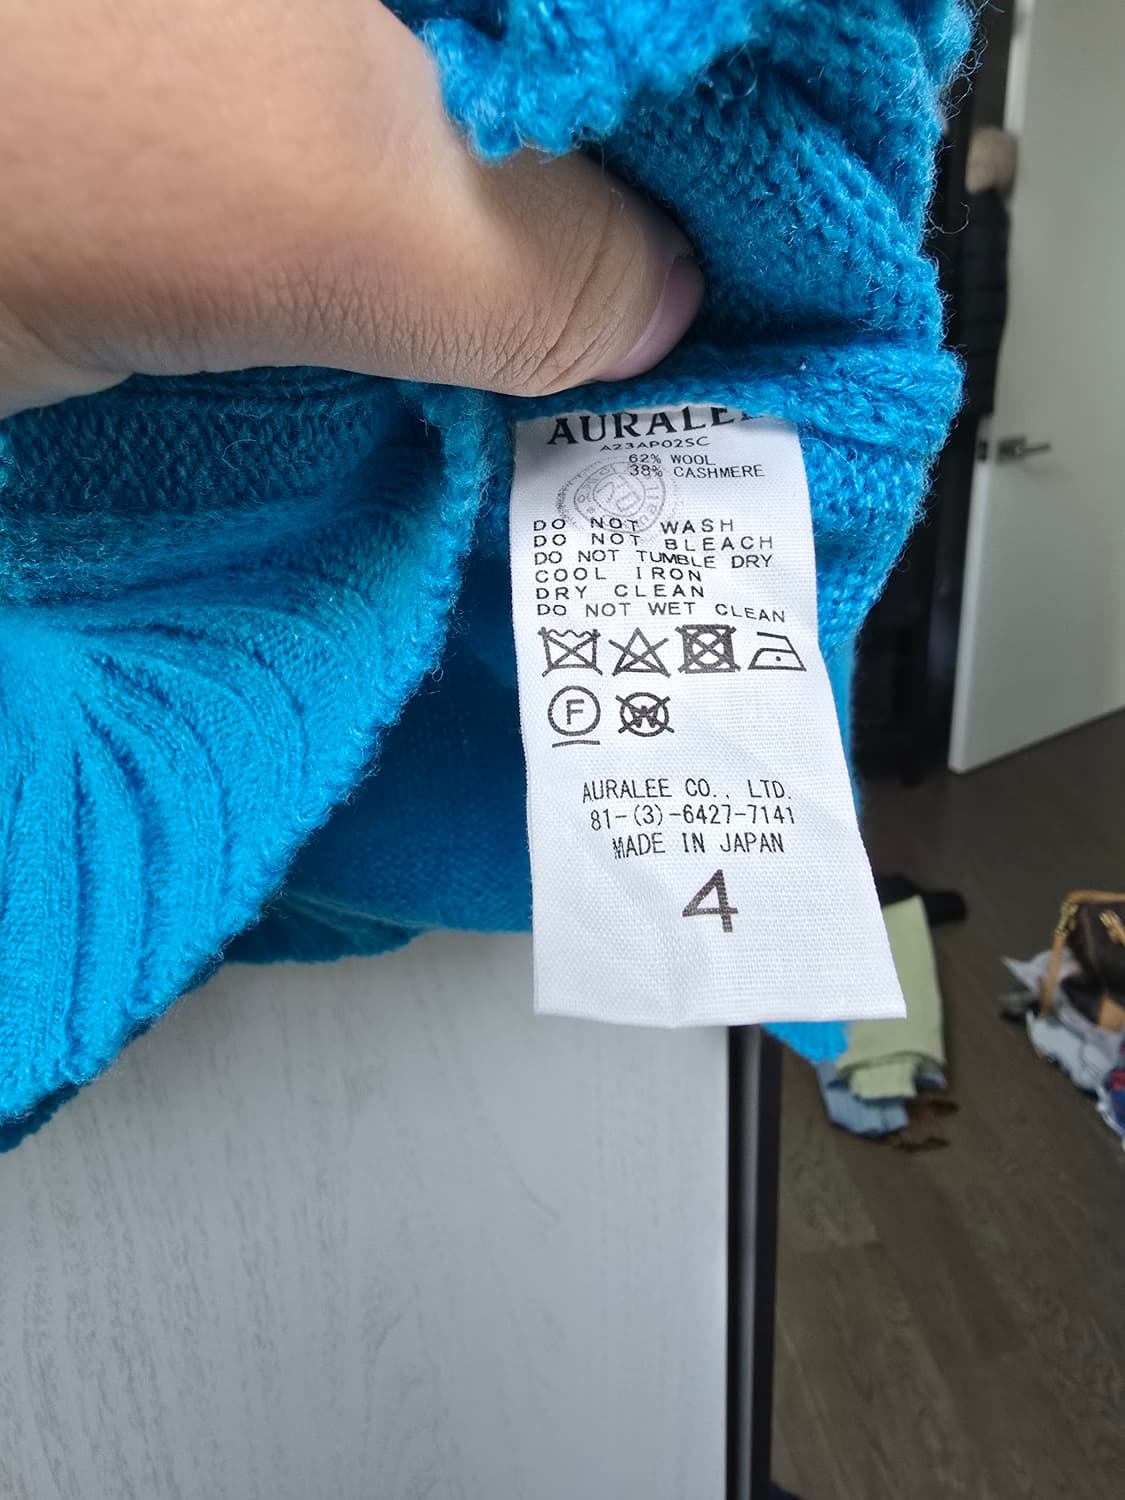 AURALEE
A23AP02SC
62% WOOL
38% CASHMERE
DO NOT WASH
DO NOT BLEACH
DO NOT TUMBLE DRY
COOL IRON
DRY CLEAN
DO NOT WET CLEAN
F W
AURALEE CO., LTD.
81-(3)-6427-7141
MADE IN JAPAN
4